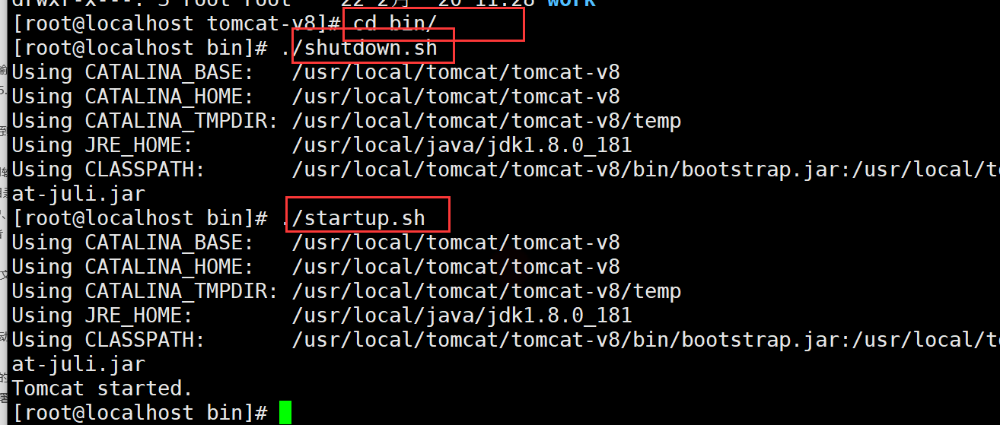 drwxr-x---. 3 root root    22 2月  20 11:28 work
[root@localhost tomcat-v8]# cd bin/
[root@localhost bin]# ./shutdown.sh
Using CATALINA_BASE:   /usr/local/tomcat/tomcat-v8
Using CATALINA_HOME:   /usr/local/tomcat/tomcat-v8
Using CATALINA_TMPDIR: /usr/local/tomcat/tomcat-v8/temp
Using JRE_HOME:        /usr/local/java/jdk1.8.0_181
Using CLASSPATH:       /usr/local/tomcat/tomcat-v8/bin/bootstrap.jar:/usr/local/t
at-juli.jar
[root@localhost bin]# ./startup.sh
Using CATALINA_BASE:   /usr/local/tomcat/tomcat-v8
Using CATALINA_HOME:   /usr/local/tomcat/tomcat-v8
Using CATALINA_TMPDIR: /usr/local/tomcat/tomcat-v8/temp
Using JRE_HOME:        /usr/local/java/jdk1.8.0_181
Using CLASSPATH:       /usr/local/tomcat/tomcat-v8/bin/bootstrap.jar:/usr/local/t
at-juli.jar
Tomcat started.
[root@localhost bin]#